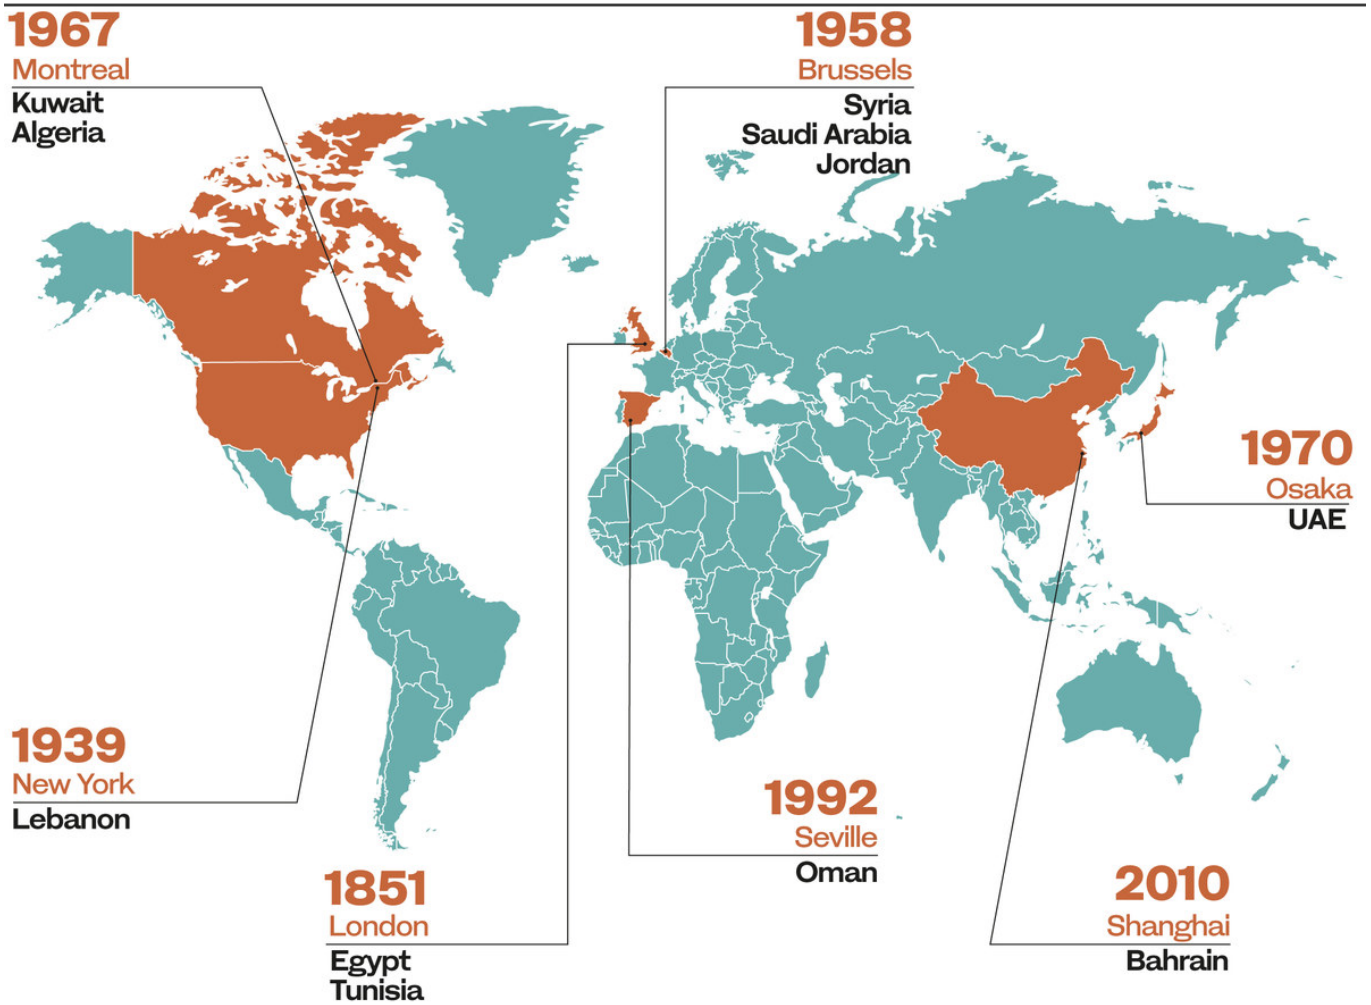 1967
Montreal
Kuwait
Algeria
1958
Brussels
Syria
Saudi Arabia
Jordan
1970
Osaka
UAE
1939
New York
Lebanon
1992
Seville
Oman
1851
London
Egypt
Tunisia
2010
Shanghai
Bahrain